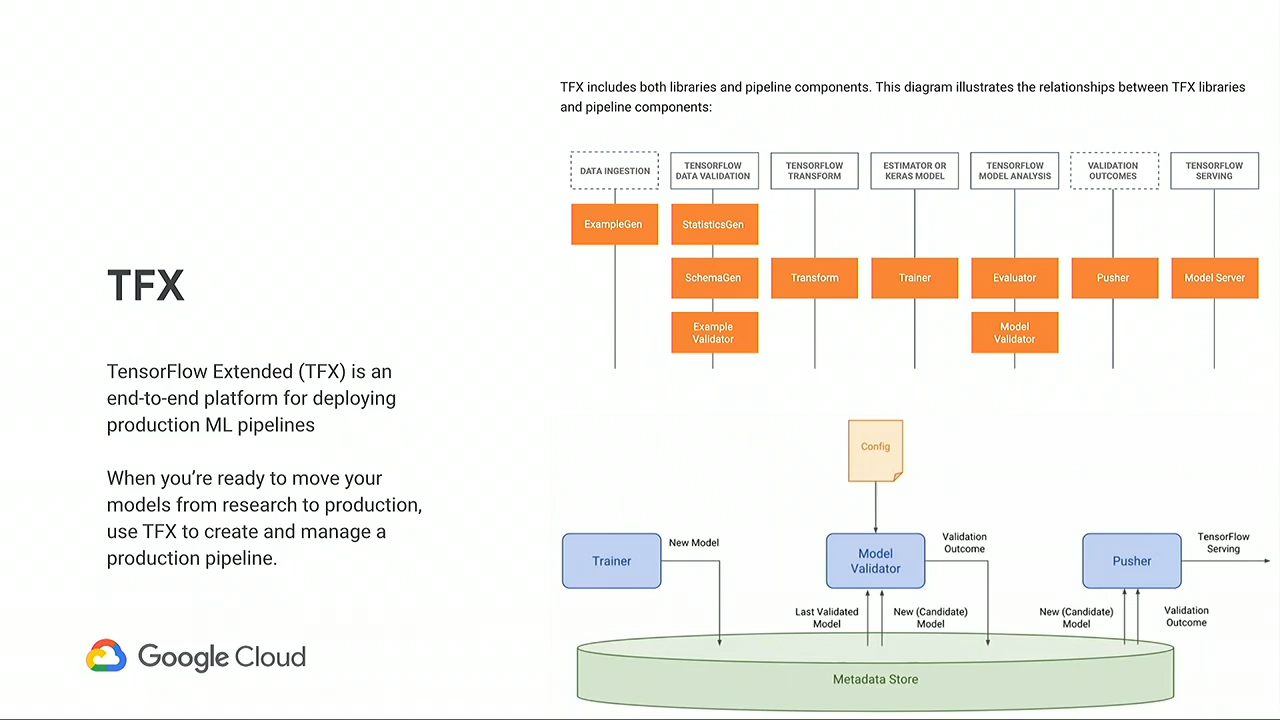 TFX includes both libraries and pipeline components. This diagram illustrates the relationships between TFX libraries
and pipeline components:
DATA INGESTION
TENSORFLOW
DATA VALIDATION
TENSORFLOW
TRANSFORM
ESTIMATOR OR
KERAS MODEL
TENSORFLOW
MODEL ANALYSIS
VALIDATION
OUTCOMES
TENSORFLOW
SERVING
ExampleGen
StatisticsGen
SchemaGen
Transform
Trainer
Evaluator
Pusher
Model Server
Example
Validator
Model
Validator
TFX
TensorFlow Extended (TFX) is an
end-to-end platform for deploying
production ML pipelines
When you’re ready to move your
models from research to production,
use TFX to create and manage a
production pipeline.
Google Cloud
Config
Trainer
New Model
Model
Validator
Validation
Outcome
Pusher
TensorFlow
Serving
Last Validated
Model
New (Candidate)
Model
New (Candidate)
Model
Validation
Outcome
Metadata Store